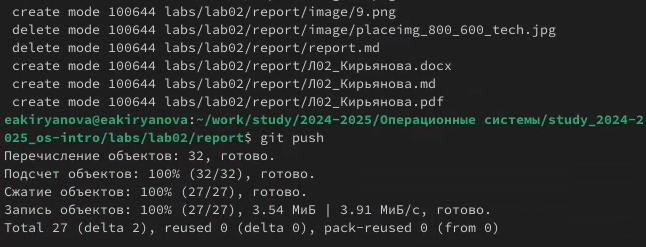 create mode 100644 labs/lab02/report/image/9.png
delete mode 100644 labs/lab02/report/image/placeimg_800_600_tech.jpg
delete mode 100644 labs/lab02/report/report.md
create mode 100644 labs/lab02/report/Л02_Кирьянова.docx
create mode 100644 labs/lab02/report/Л02_Кирьянова.md
create mode 100644 labs/lab02/report/Л02_Кирьянова.pdf
eakiryanova@eakiryanova:~/work/study/2024-2025/Операционные системы/study_2024-2
025_os-intro/labs/lab02/report$ git push
Перечисление объектов: 32, готово.
Подсчет объектов: 100% (32/32), готово.
Сжатие объектов: 100% (27/27), готово.
Запись объектов: 100% (27/27), 3.54 МиБ | 3.91 МиБ/с, готово.
Total 27 (delta 2), reused 0 (delta 0), pack-reused 0 (from 0)